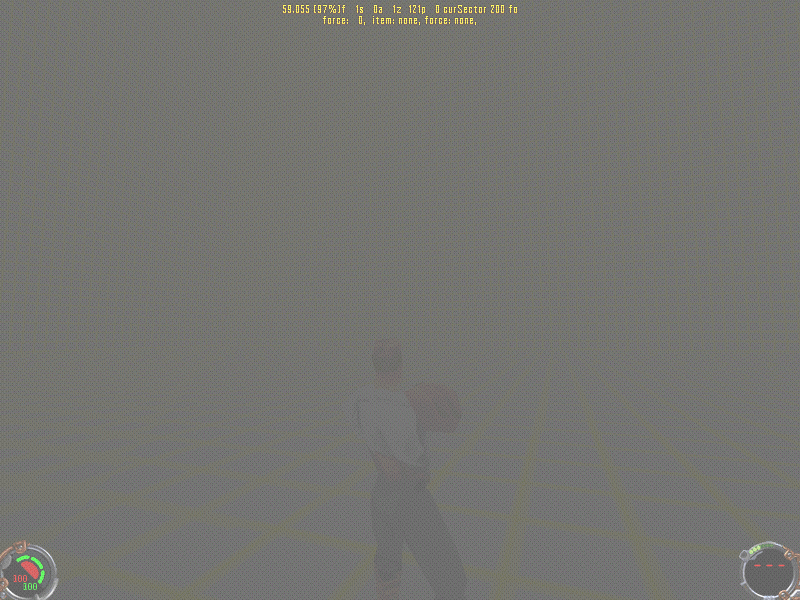 59.055 (97%)f 1s 0a 1z 121p 0 curSector 200 fo
force: 0, item: none, force: none,
100
100